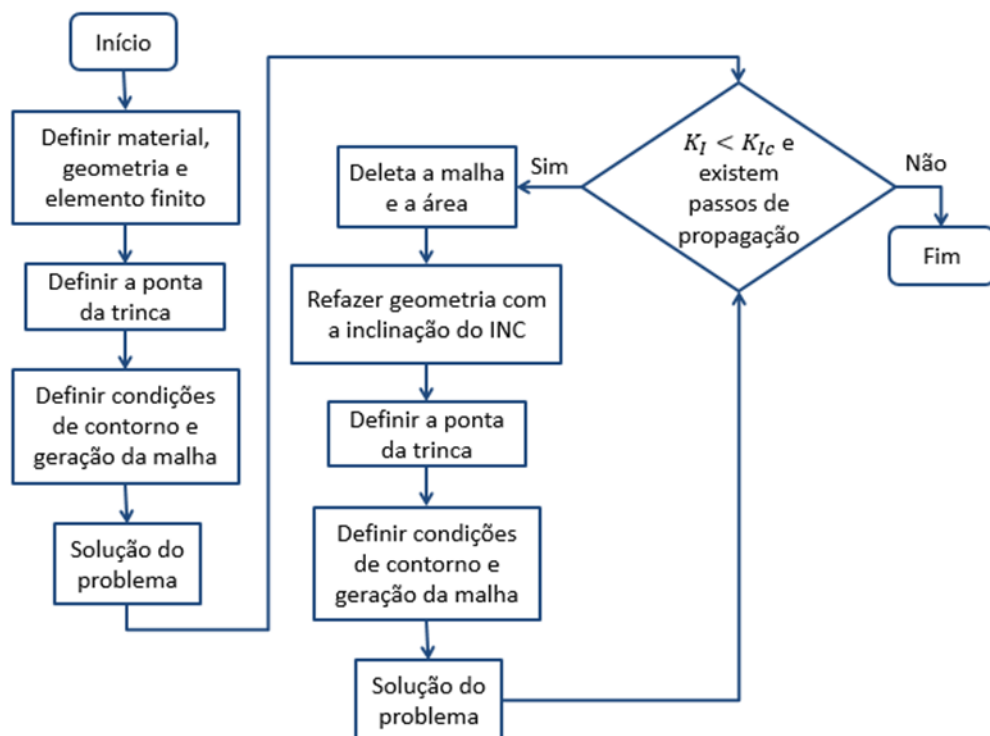 Início
Definir material,
geometria e
elemento finito
Definir a ponta
da trinca
Definir condições
de contorno e
geração da malha
Solução do
problema
K_I < K_Ic e
existem
passos de
propagação
Sim
Não
Fim
Deleta a malha
e a área
Refazer geometria com
a inclinação do INC
Definir a ponta
da trinca
Definir condições
de contorno e
geração da malha
Solução do
problema